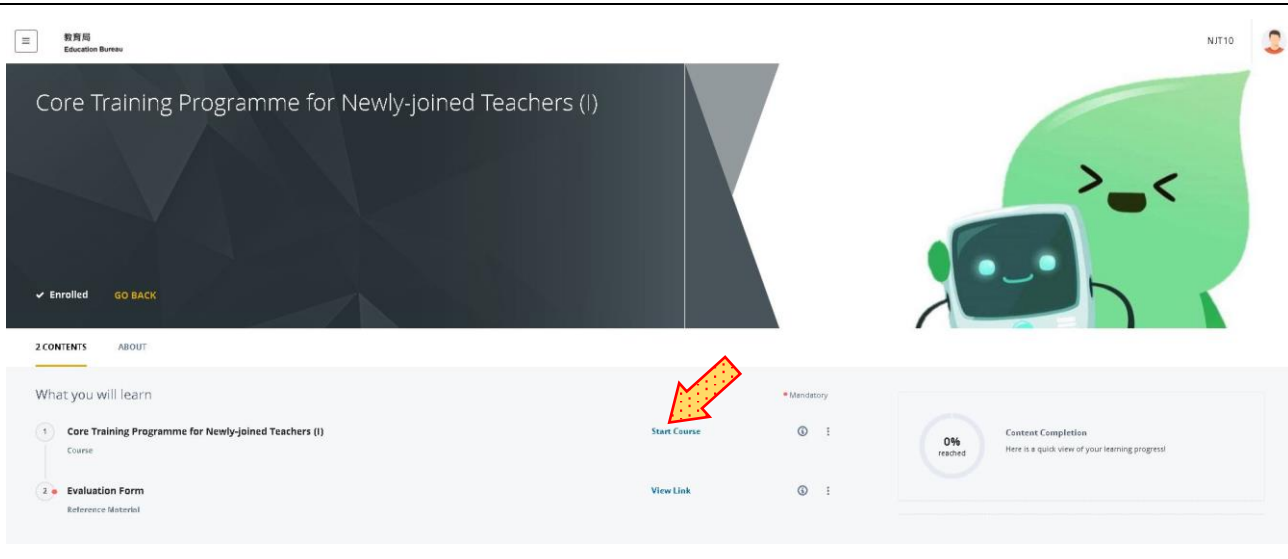 教育局
Education Bureau
NJT10
Core Training Programme for Newly-joined Teachers (I)
✓ Enrolled GO BACK
2 CONTENTS ABOUT
What you will learn
* Mandatory
1 Core Training Programme for Newly-joined Teachers (I) Start Course
Course
2 Evaluation Form View Link
Reference Material
0%
reached
Content Completion
Here is a quick view of your learning progress!